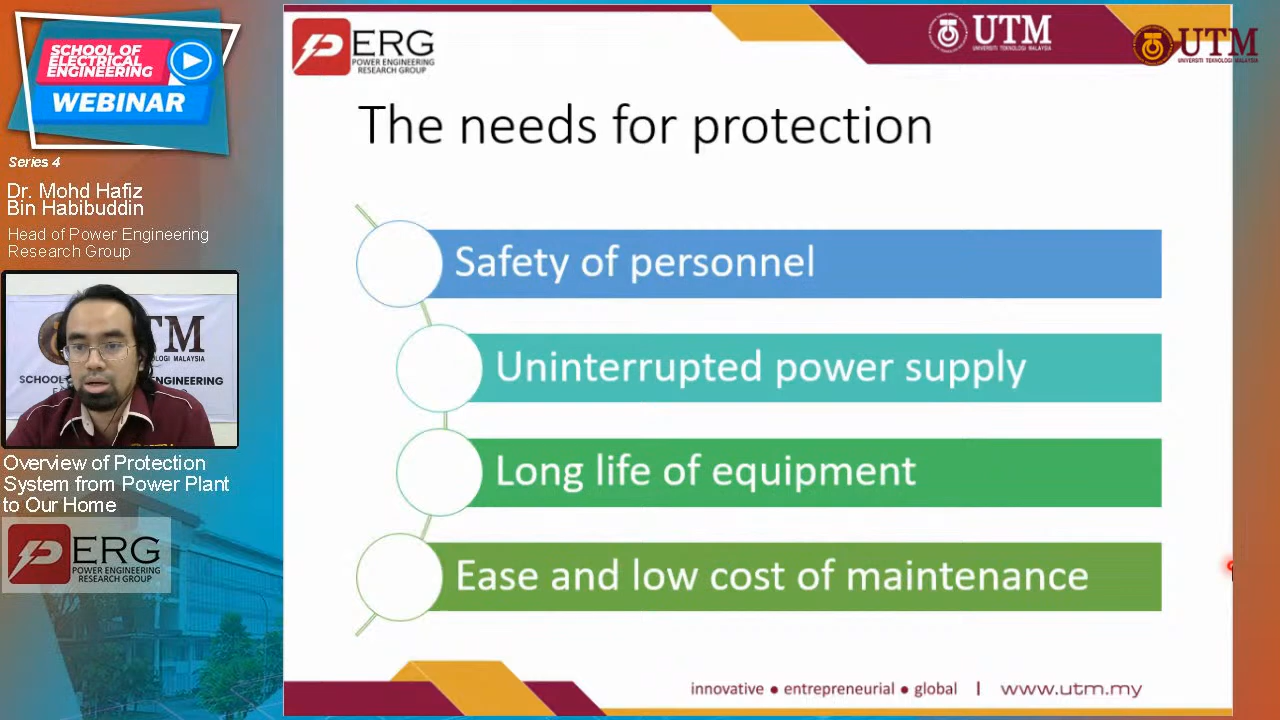 SCHOOL OF
ELECTRICAL
ENGINEERING
WEBINAR
Series 4
Dr. Mohd Hafiz
Bin Habibuddin
Head of Power Engineering
Research Group
UTM
SCHOOL
ENGINEERING
Overview of Protection
System from Power Plant
to Our Home
PERG
POWER ENGINEERING
RESEARCH GROUP
PERG
POWER ENGINEERING
RESEARCH GROUP
UTM
UNIVERSITI TEKNOLOGI MALAYSIA
UTM
UNIVERSITI TEKNOLOGI MALAYSIA
The needs for protection
Safety of personnel
Uninterrupted power supply
Long life of equipment
Ease and low cost of maintenance
innovative ● entrepreneurial ● global | www.utm.my